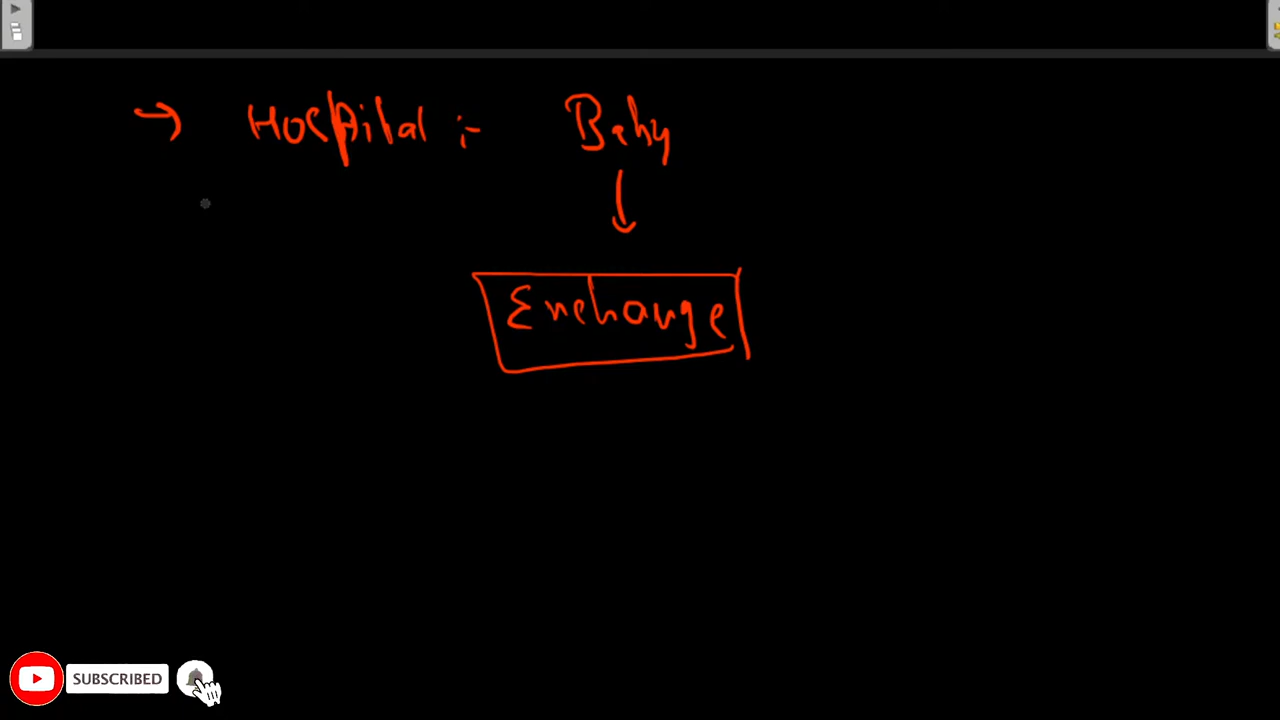 → Hospital :- Baby
↓
Exchange
SUBSCRIBED